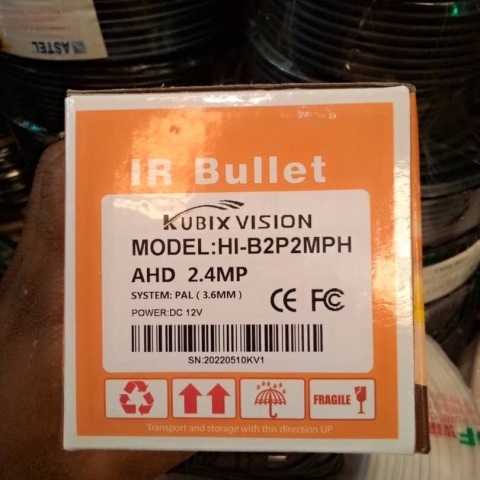 ASTEL
IR Bullet
KUBIX VISION
MODEL:HI-B2P2MPH
AHD 2.4MP
SYSTEM: PAL ( 3.6MM )
POWER:DC 12V
CE FC
SN:20220510KV1
FRAGILE
Transport and storage with this direction UP